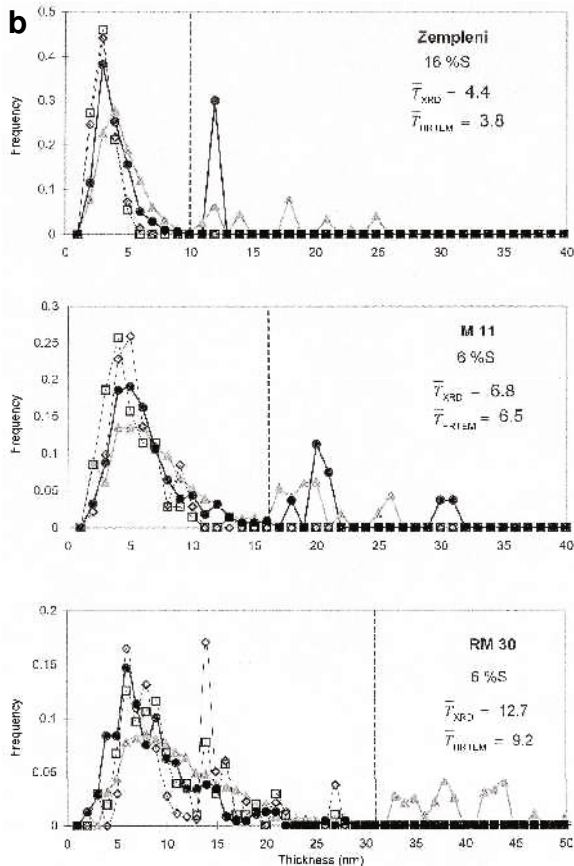 b
0.5
0.4
0.3
0.2
0.1
0
Frequency
Zempleni
16 %S
T̅XRD − 4.4
T̅HRTEM = 3.8
0 5 10 15 20 25 30 35 40
0.3
0.25
0.2
0.15
0.1
0.05
0
Frequency
M 11
6 %S
T̅XRD − 6.8
T̅HRTEM = 6.5
0 5 10 15 20 25 30 35 40
0.2
0.15
0.1
0.05
0
Frequency
RM 30
6 %S
T̅XRD − 12.7
T̅HRTEM = 9.2
0 5 10 15 20 25 30 35 40 45 50
Thickness (nm)